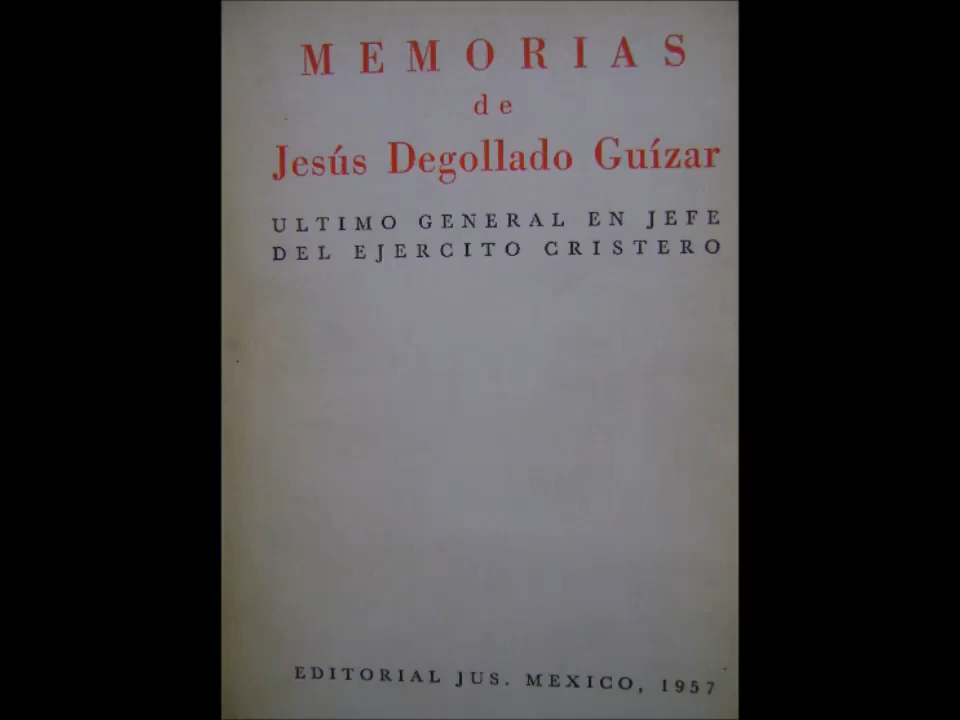 MEMORIAS
de
Jesús Degollado Guízar
ULTIMO GENERAL EN JEFE
DEL EJERCITO CRISTERO
EDITORIAL JUS. MEXICO, 1957